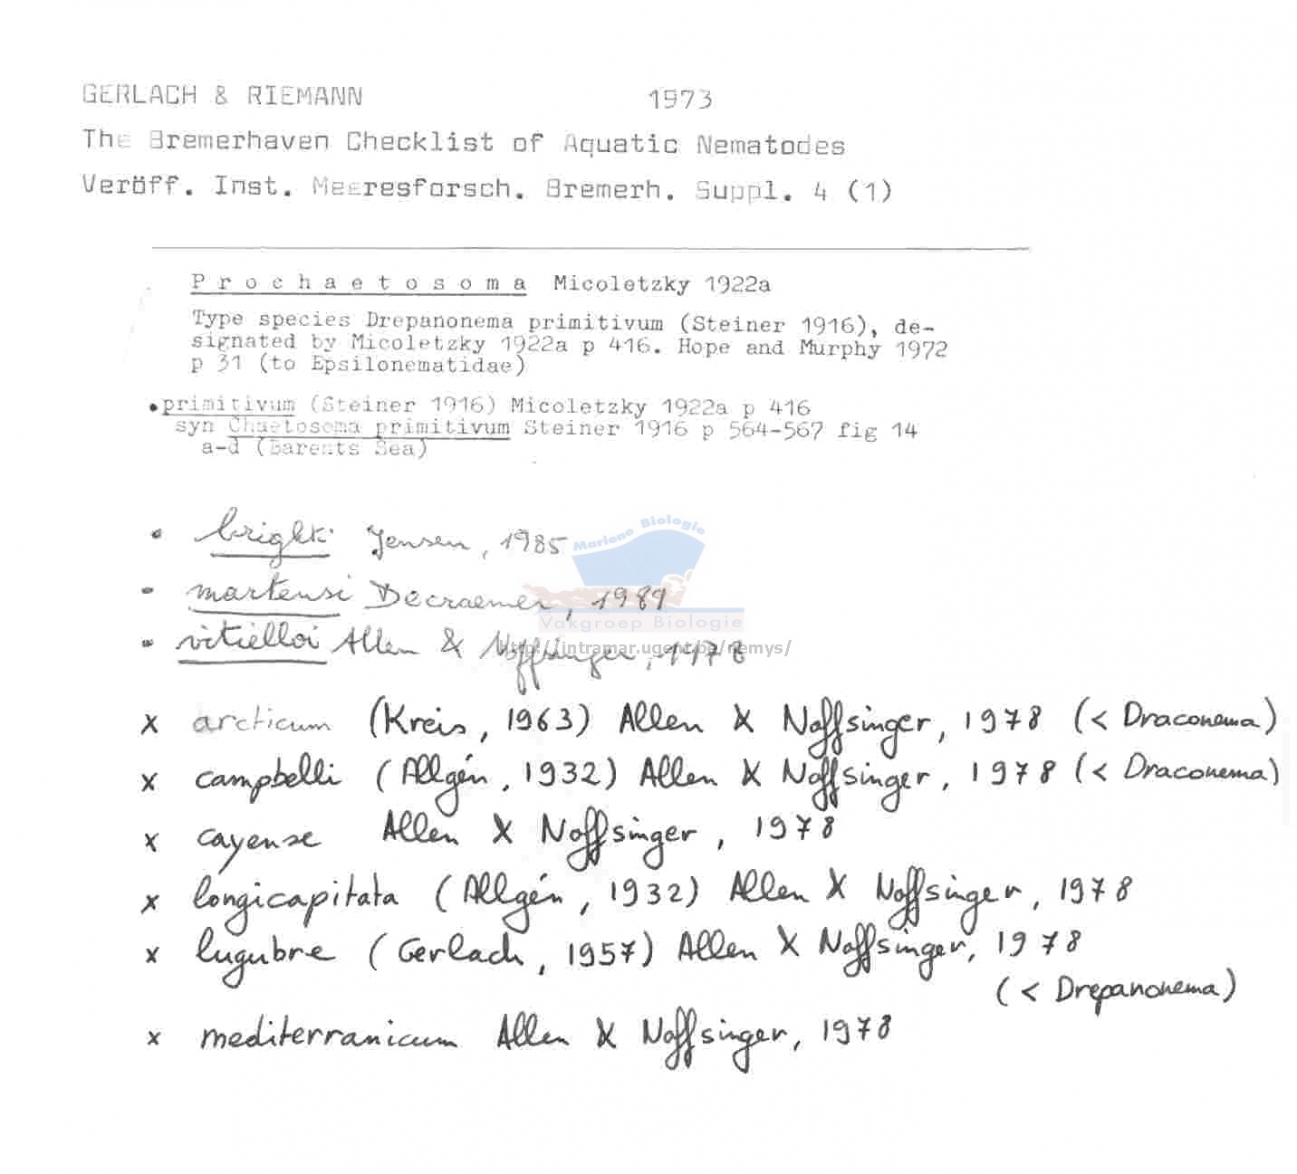 GERLACH & RIEMANN 1973
The Bremerhaven Checklist of Aquatic Nematodes
Veröff. Inst. Meeresforsch. Bremerh. Suppl. 4 (1)
Prochaetosoma Micoletzky 1922a
Type species Drepanonema primitivum (Steiner 1916), de-
signated by Micoletzky 1922a p 416. Hope and Murphy 1972
p 31 (to Epsilonematidae)
•primitivum (Steiner 1916) Micoletzky 1922a p 416
syn Chaetosoma primitivum Steiner 1916 p 564-567 fig 14
a-d (Barents Sea)
Mariene Biologie
• brighti Jensen, 1985
- martensi Decraemer, 1989
Vakgroep Biologie
- vitielloi Allen & Noffsinger, 1978
http://intramar.ugent.be/nemys/
x arcticum (Kreis, 1963) Allen & Noffsinger, 1978 (< Draconema)
x campbelli (Allgén, 1932) Allen & Noffsinger, 1978 (< Draconema)
x cayense Allen & Noffsinger, 1978
x longicapitata (Allgén, 1932) Allen & Noffsinger, 1978
x lugubre (Gerlach, 1957) Allen & Noffsinger, 1978
(< Drepanonema)
x mediterranicum Allen & Noffsinger, 1978